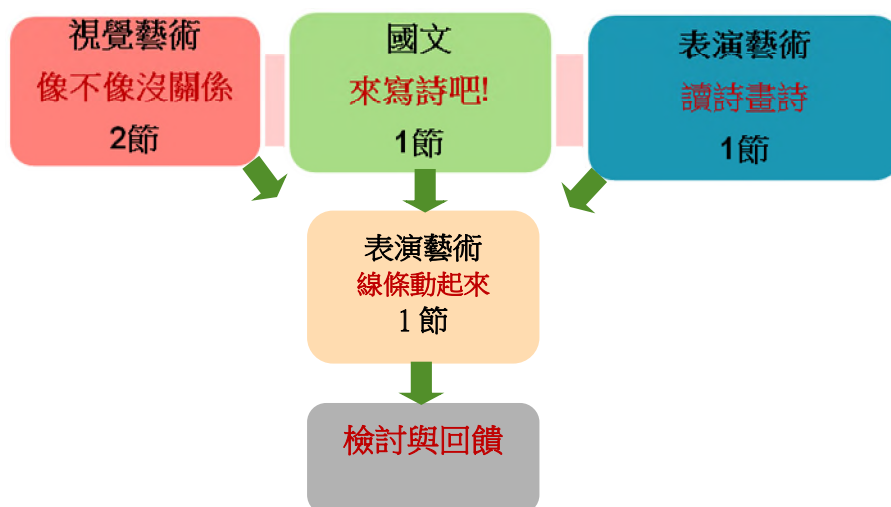 視覺藝術
像不像沒關係
2節
國文
來寫詩吧!
1節
表演藝術
讀詩畫詩
1節
表演藝術
線條動起來
1 節
檢討與回饋